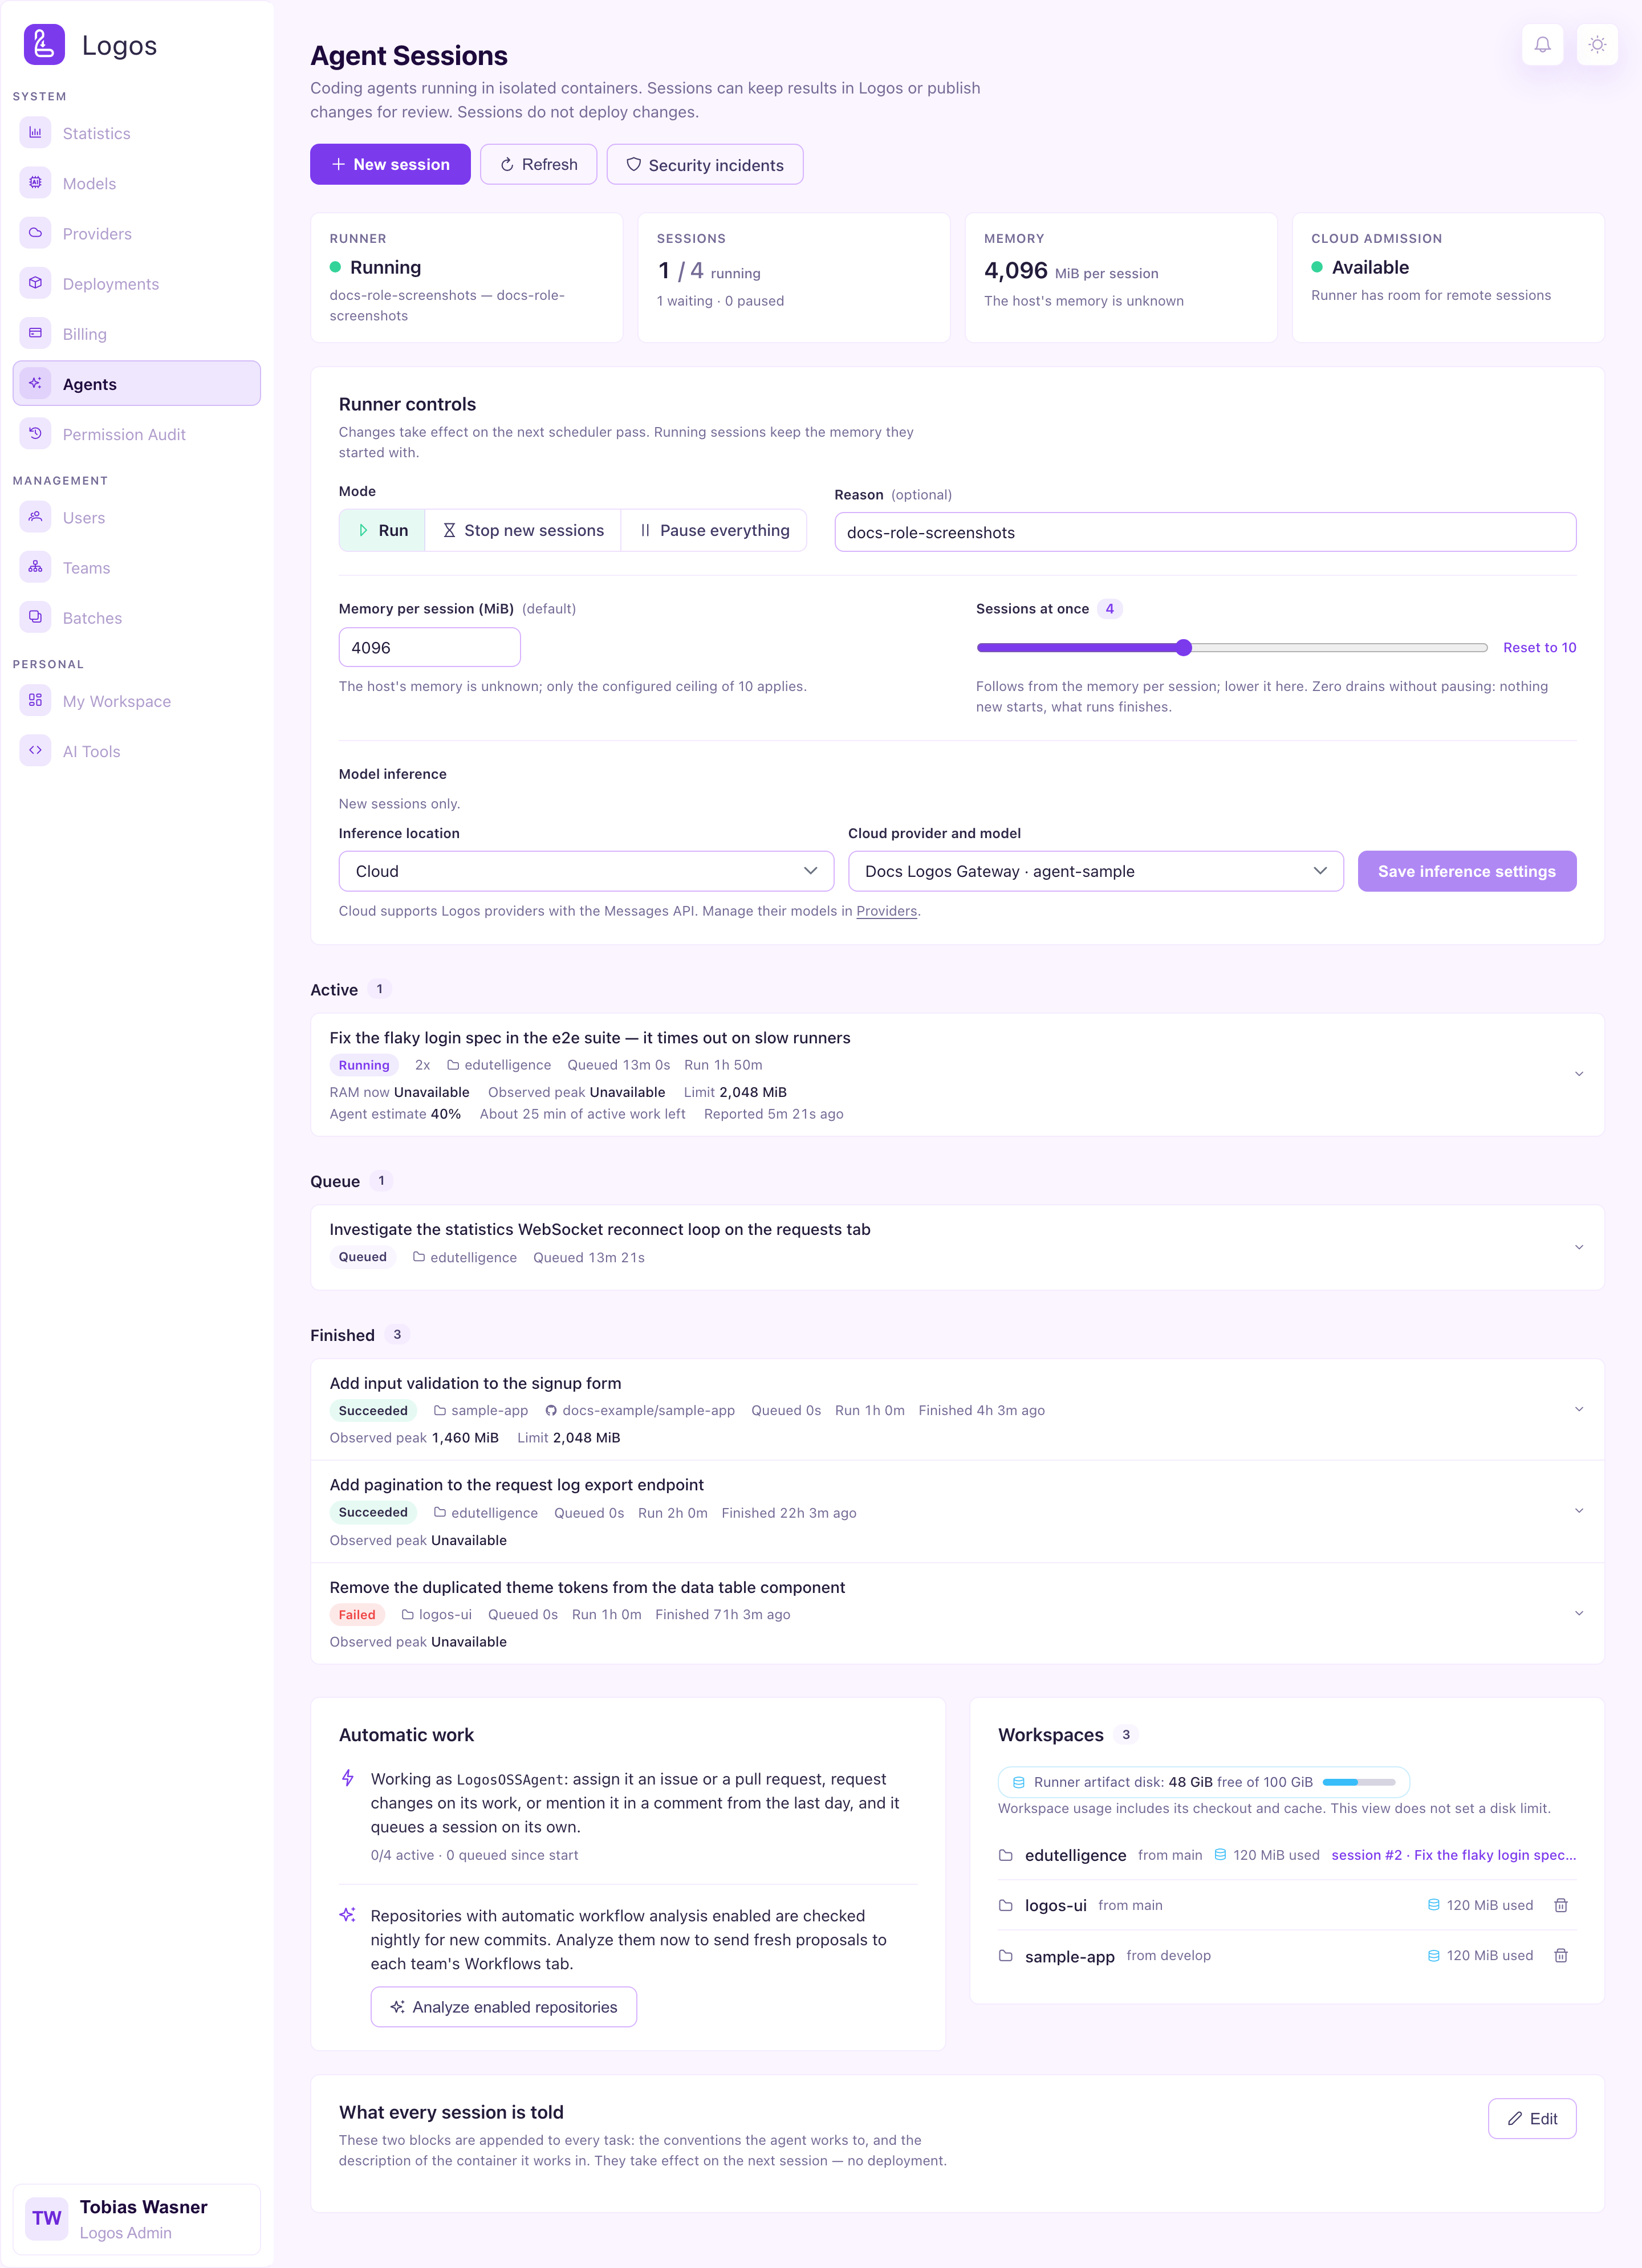 Logos
SYSTEM
Statistics
Models
Providers
Deployments
Billing
Agents
Permission Audit
MANAGEMENT
Users
Teams
Batches
PERSONAL
My Workspace
AI Tools
TW
Tobias Wasner
Logos Admin
Agent Sessions
Coding agents running in isolated containers. Sessions can keep results in Logos or publish
changes for review. Sessions do not deploy changes.
New session
Refresh
Security incidents
RUNNER
Running
docs-role-screenshots — docs-role-
screenshots
SESSIONS
1 / 4 running
1 waiting · 0 paused
MEMORY
4,096 MiB per session
The host's memory is unknown
CLOUD ADMISSION
Available
Runner has room for remote sessions
Runner controls
Changes take effect on the next scheduler pass. Running sessions keep the memory they
started with.
Mode
Run
Stop new sessions
Pause everything
Reason (optional)
docs-role-screenshots
Memory per session (MiB) (default)
4096
The host's memory is unknown; only the configured ceiling of 10 applies.
Sessions at once 4
Reset to 10
Follows from the memory per session; lower it here. Zero drains without pausing: nothing
new starts, what runs finishes.
Model inference
New sessions only.
Inference location
Cloud
Cloud provider and model
Docs Logos Gateway · agent-sample
Save inference settings
Cloud supports Logos providers with the Messages API. Manage their models in Providers.
Active 1
Fix the flaky login spec in the e2e suite — it times out on slow runners
Running 2x edutelligence Queued 13m 0s Run 1h 50m
RAM now Unavailable Observed peak Unavailable Limit 2,048 MiB
Agent estimate 40% About 25 min of active work left Reported 5m 21s ago
Queue 1
Investigate the statistics WebSocket reconnect loop on the requests tab
Queued edutelligence Queued 13m 21s
Finished 3
Add input validation to the signup form
Succeeded sample-app docs-example/sample-app Queued 0s Run 1h 0m Finished 4h 3m ago
Observed peak 1,460 MiB Limit 2,048 MiB
Add pagination to the request log export endpoint
Succeeded edutelligence Queued 0s Run 2h 0m Finished 22h 3m ago
Observed peak Unavailable
Remove the duplicated theme tokens from the data table component
Failed logos-ui Queued 0s Run 1h 0m Finished 71h 3m ago
Observed peak Unavailable
Automatic work
Working as LogosOSSAgent: assign it an issue or a pull request, request
changes on its work, or mention it in a comment from the last day, and it
queues a session on its own.
0/4 active · 0 queued since start
Repositories with automatic workflow analysis enabled are checked
nightly for new commits. Analyze them now to send fresh proposals to
each team's Workflows tab.
Analyze enabled repositories
Workspaces 3
Runner artifact disk: 48 GiB free of 100 GiB
Workspace usage includes its checkout and cache. This view does not set a disk limit.
edutelligence from main 120 MiB used session #2 · Fix the flaky login spec...
logos-ui from main 120 MiB used
sample-app from develop 120 MiB used
What every session is told
These two blocks are appended to every task: the conventions the agent works to, and the
description of the container it works in. They take effect on the next session — no deployment.
Edit